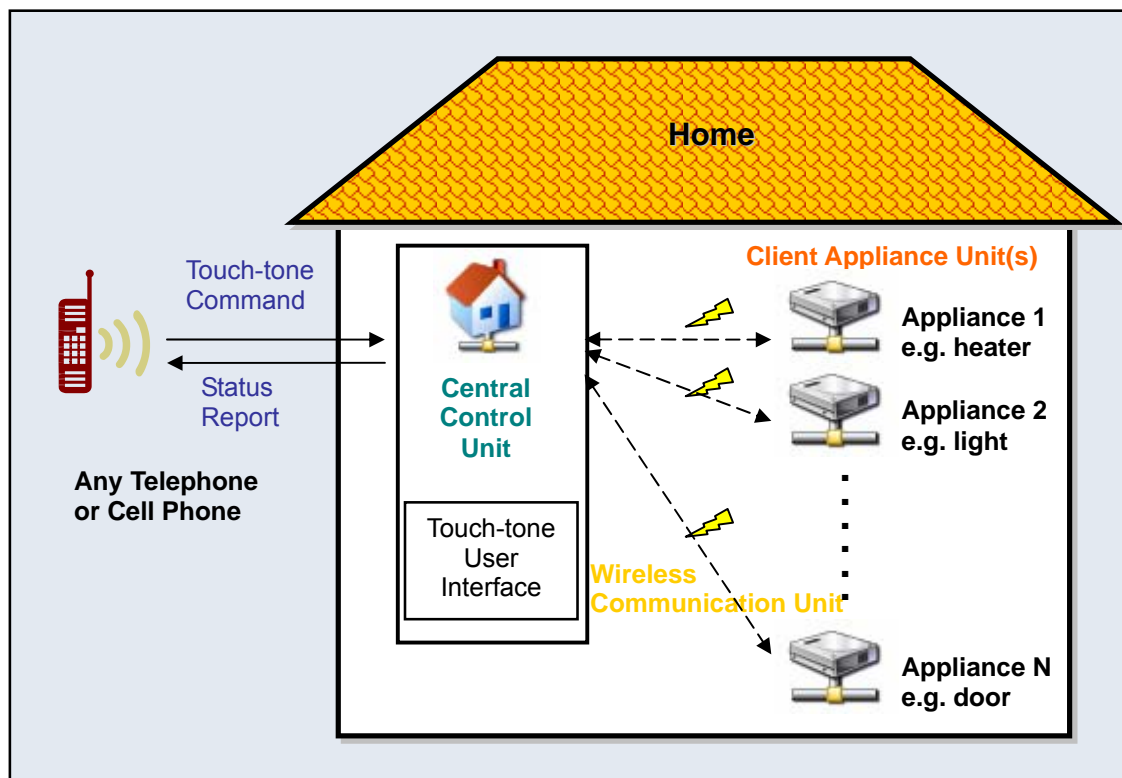 Home
Touch-tone
Command
Status
Report
Any Telephone
or Cell Phone
Central
Control
Unit
Touch-tone
User
Interface
Wireless
Communication Unit
Client Appliance Unit(s)
Appliance 1
e.g. heater
Appliance 2
e.g. light
Appliance N
e.g. door